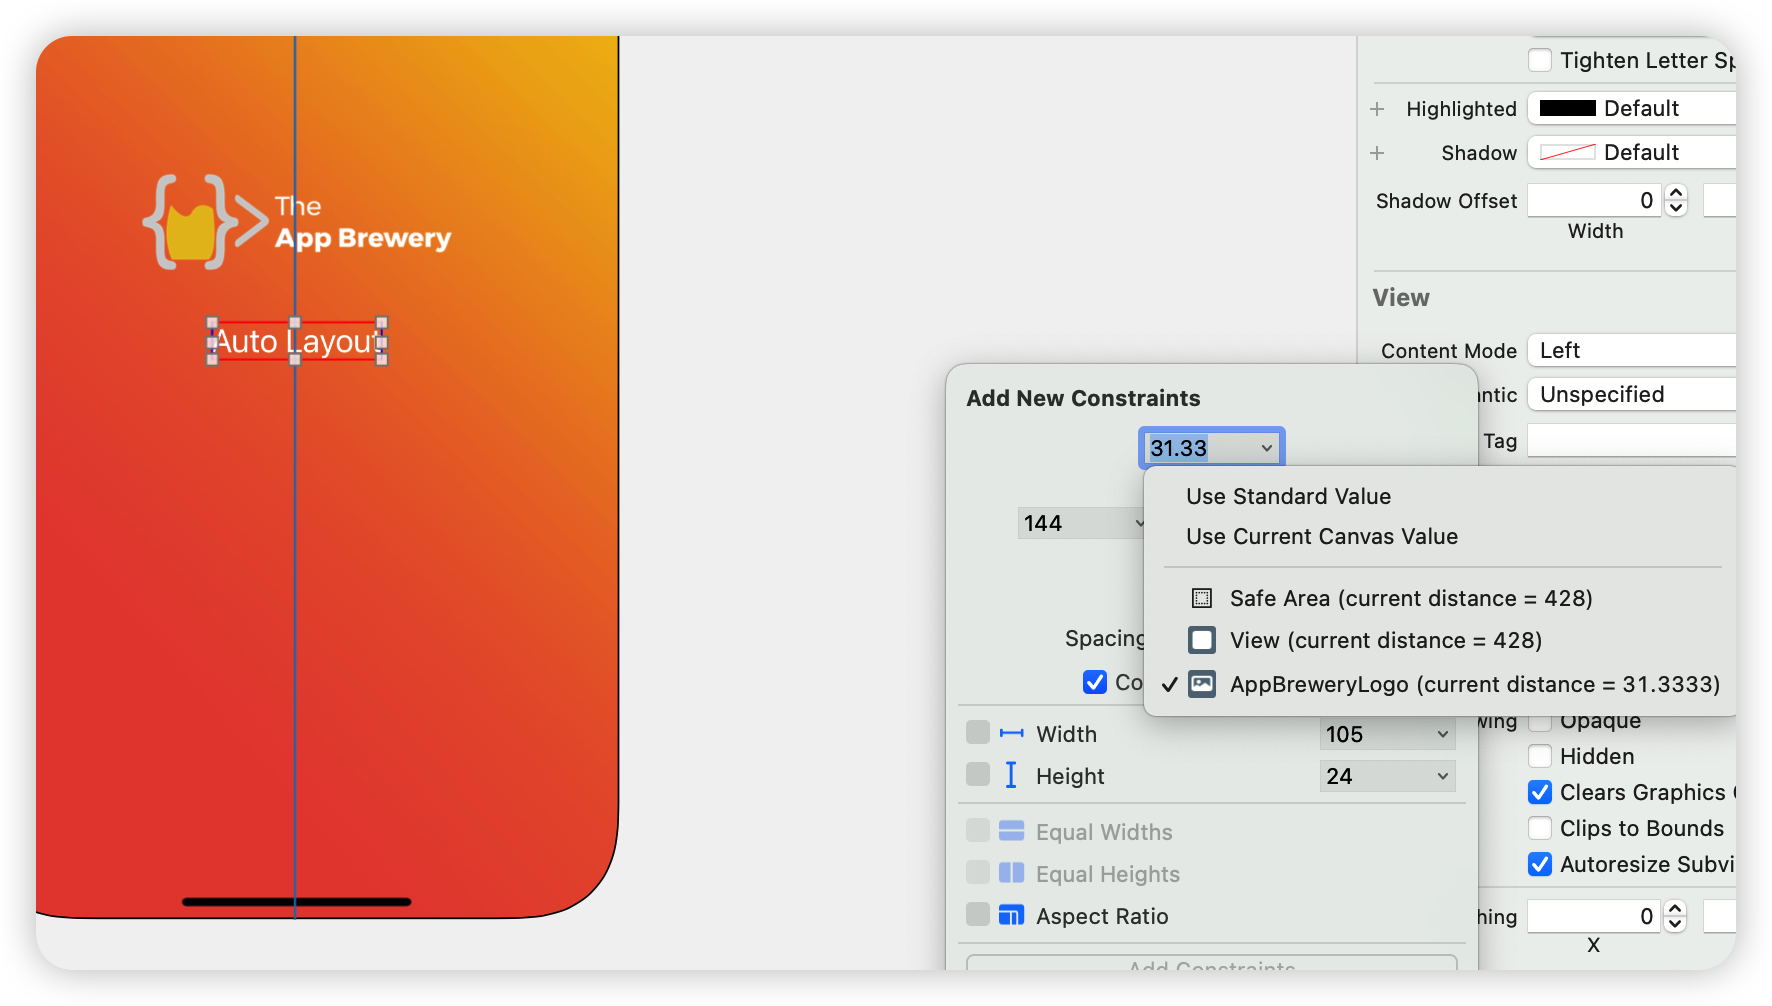 The
App Brewery
Auto Layout
Tighten Letter Sp
Highlighted
Default
Shadow
Default
Shadow Offset
0
Width
View
Content Mode
Left
ntic
Unspecified
Tag
Add New Constraints
31.33
144
Use Standard Value
Use Current Canvas Value
Safe Area (current distance = 428)
View (current distance = 428)
AppBreweryLogo (current distance = 31.3333)
Spacing
Co
Width
105
Height
24
Equal Widths
Equal Heights
Aspect Ratio
Add Constraints
wing
Opaque
Hidden
Clears Graphics
Clips to Bounds
Autoresize Subvi
hing
0
X